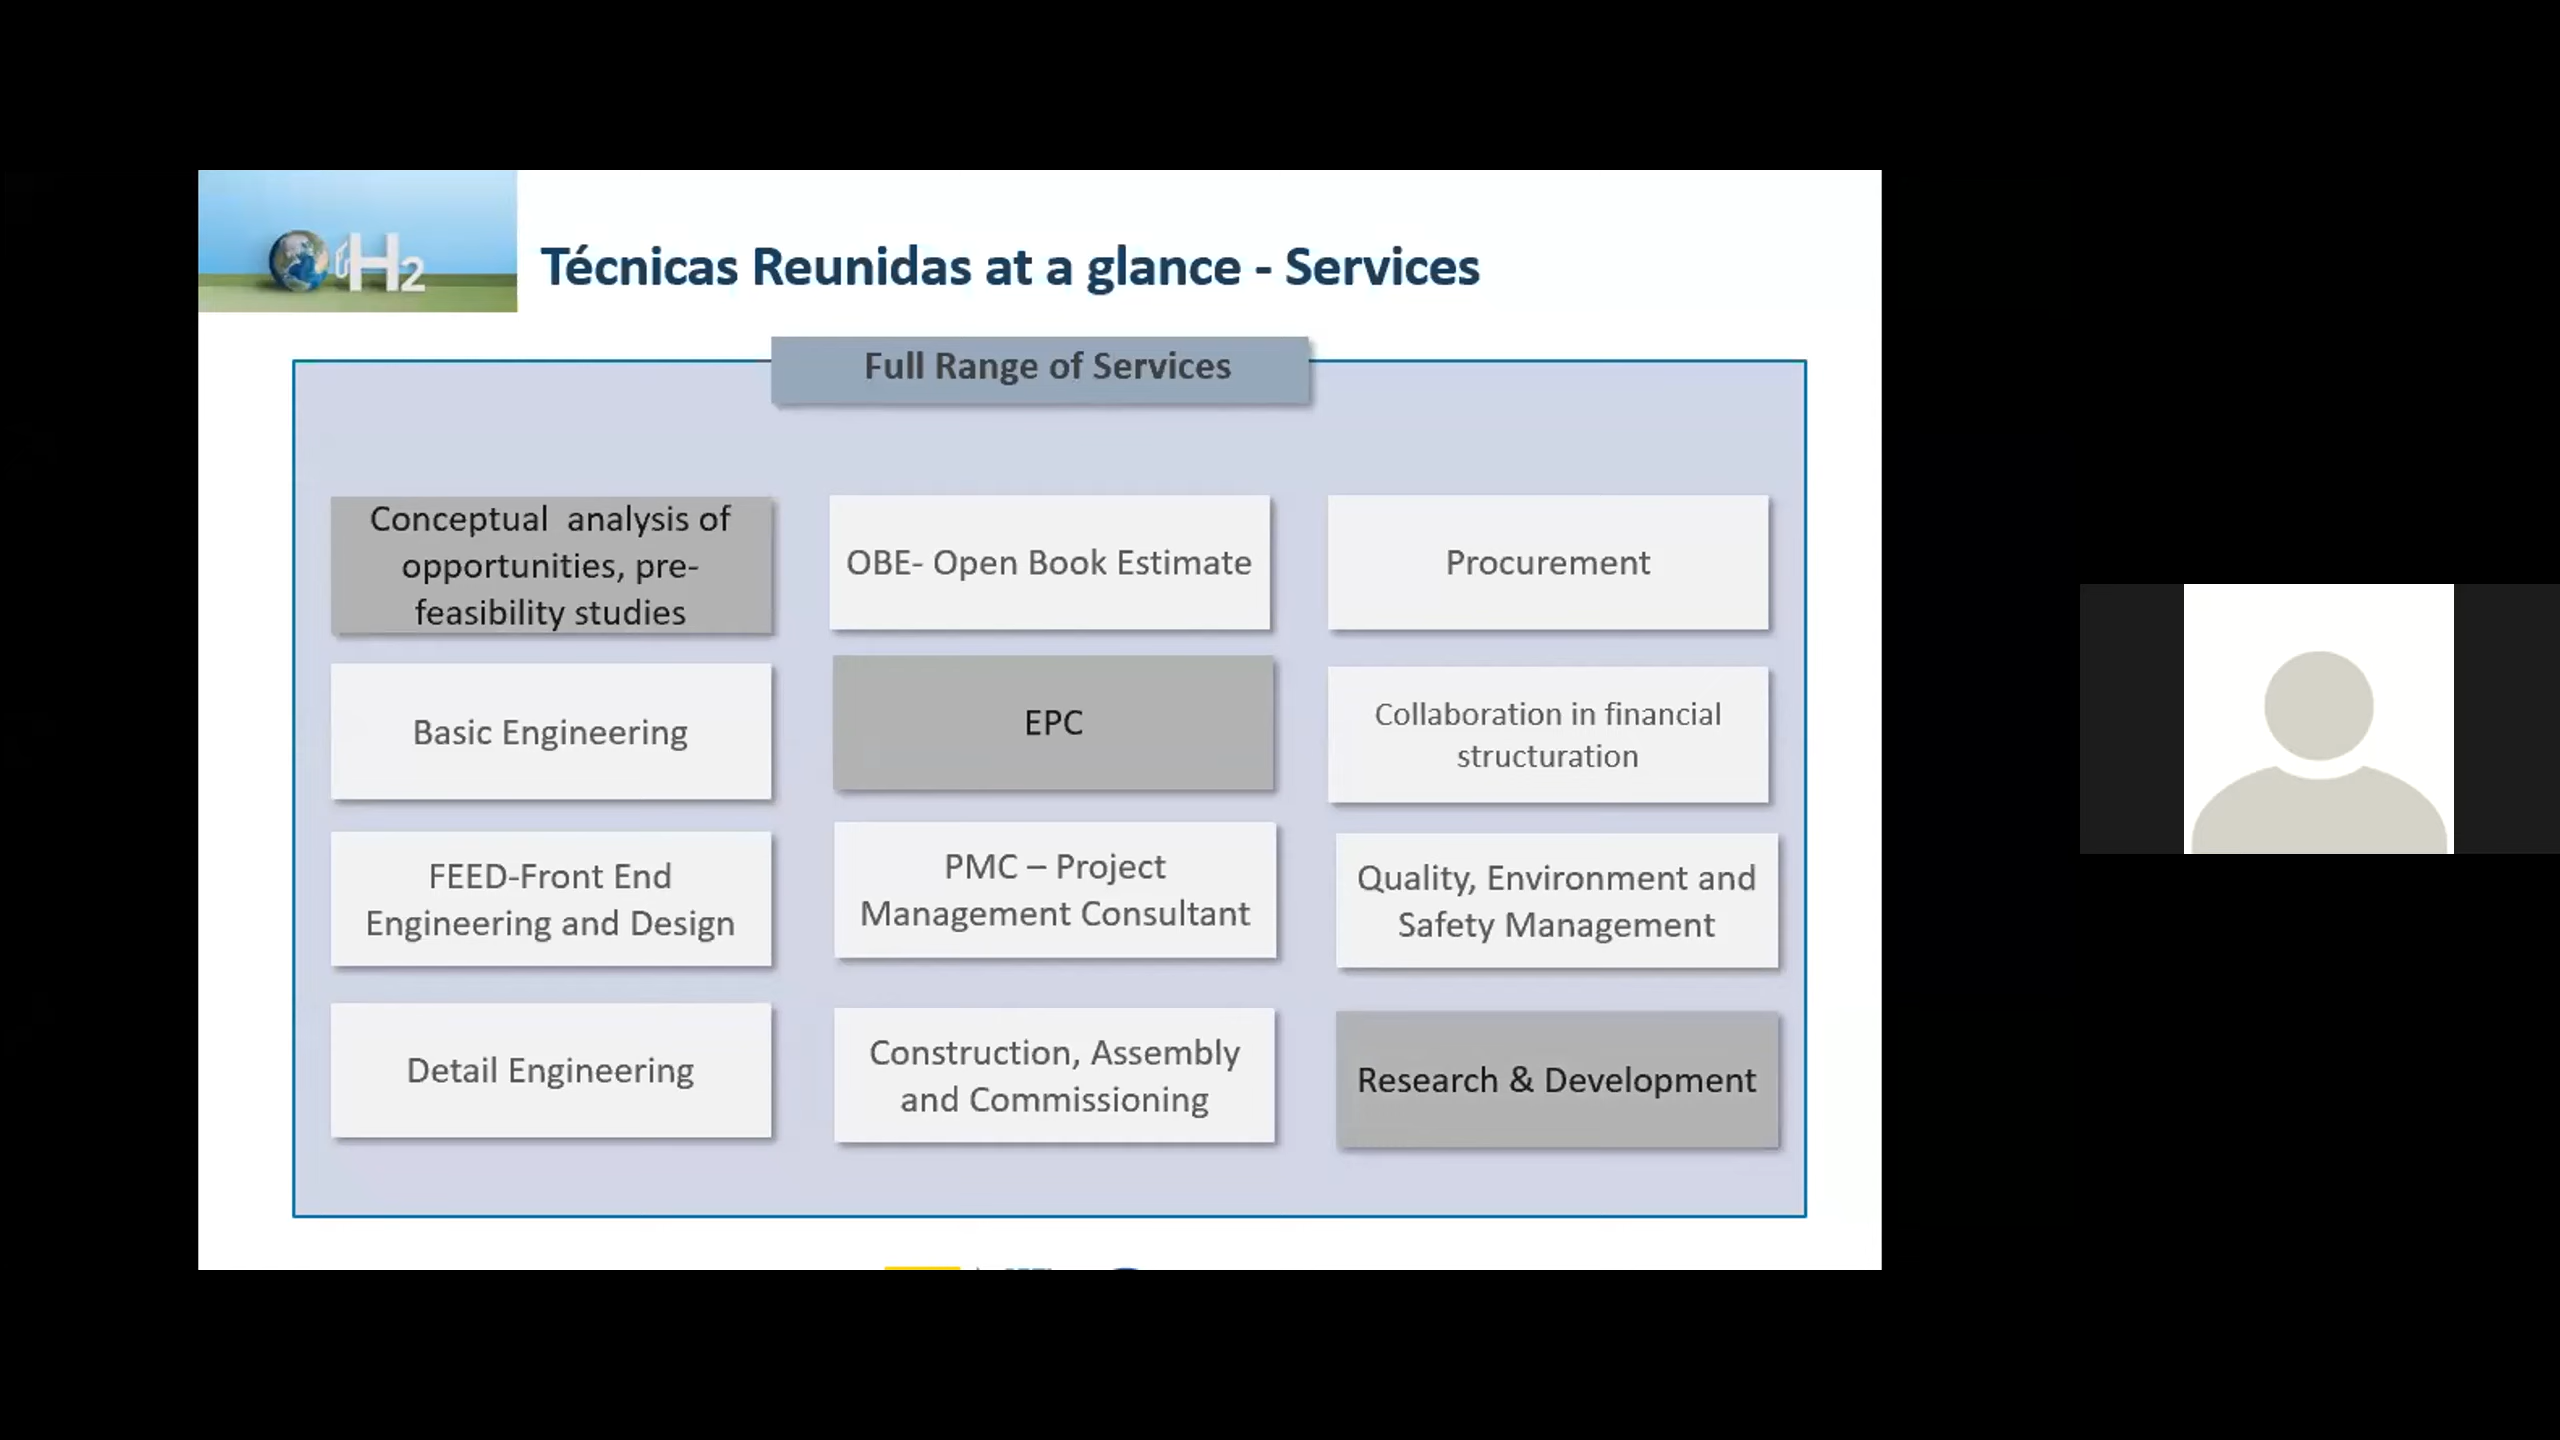 H2
Técnicas Reunidas at a glance - Services
Full Range of Services
Conceptual analysis of
opportunities, pre-
feasibility studies
OBE- Open Book Estimate
Procurement
Basic Engineering
EPC
Collaboration in financial
structuration
FEED-Front End
Engineering and Design
PMC – Project
Management Consultant
Quality, Environment and
Safety Management
Detail Engineering
Construction, Assembly
and Commissioning
Research & Development